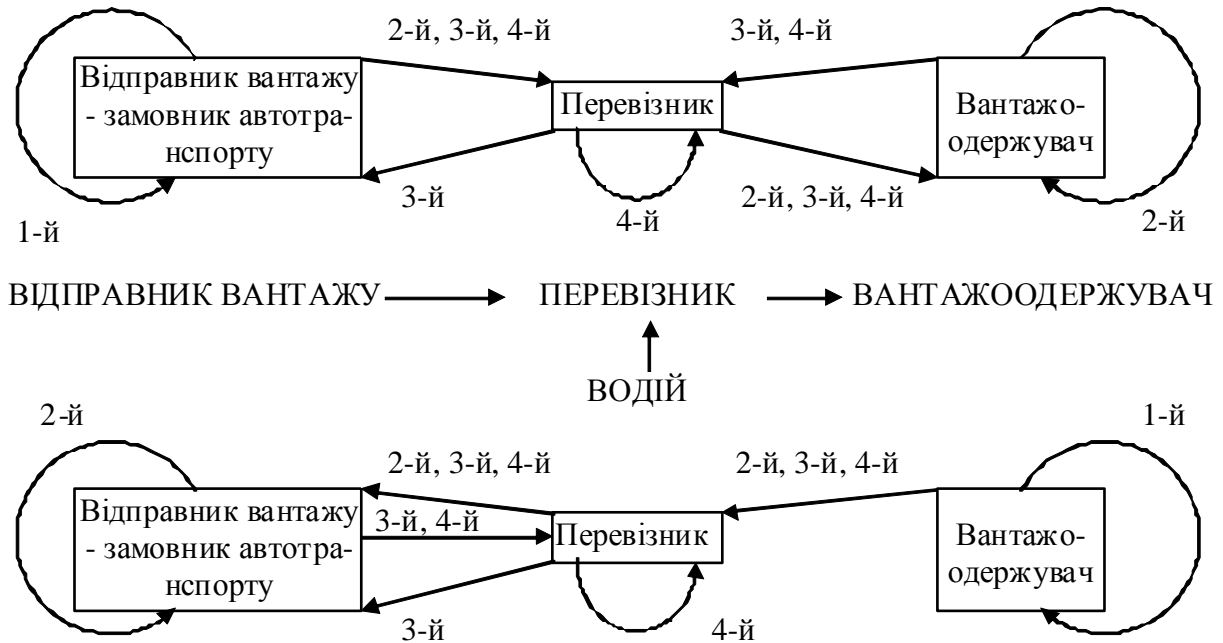 2-й, 3-й, 4-й
3-й, 4-й
Відправник вантажу
- замовник автотра-
нспорту
Перевізник
Вантажо-
одержувач
3-й
2-й, 3-й, 4-й
1-й
4-й
2-й
ВІДПРАВНИК ВАНТАЖУ
ПЕРЕВІЗНИК
ВАНТАЖООДЕРЖУВАЧ
ВОДІЙ
2-й
1-й
2-й, 3-й, 4-й
2-й, 3-й, 4-й
Відправник вантажу
- замовник автотра-
нспорту
3-й, 4-й
Перевізник
Вантажо-
одержувач
3-й
4-й